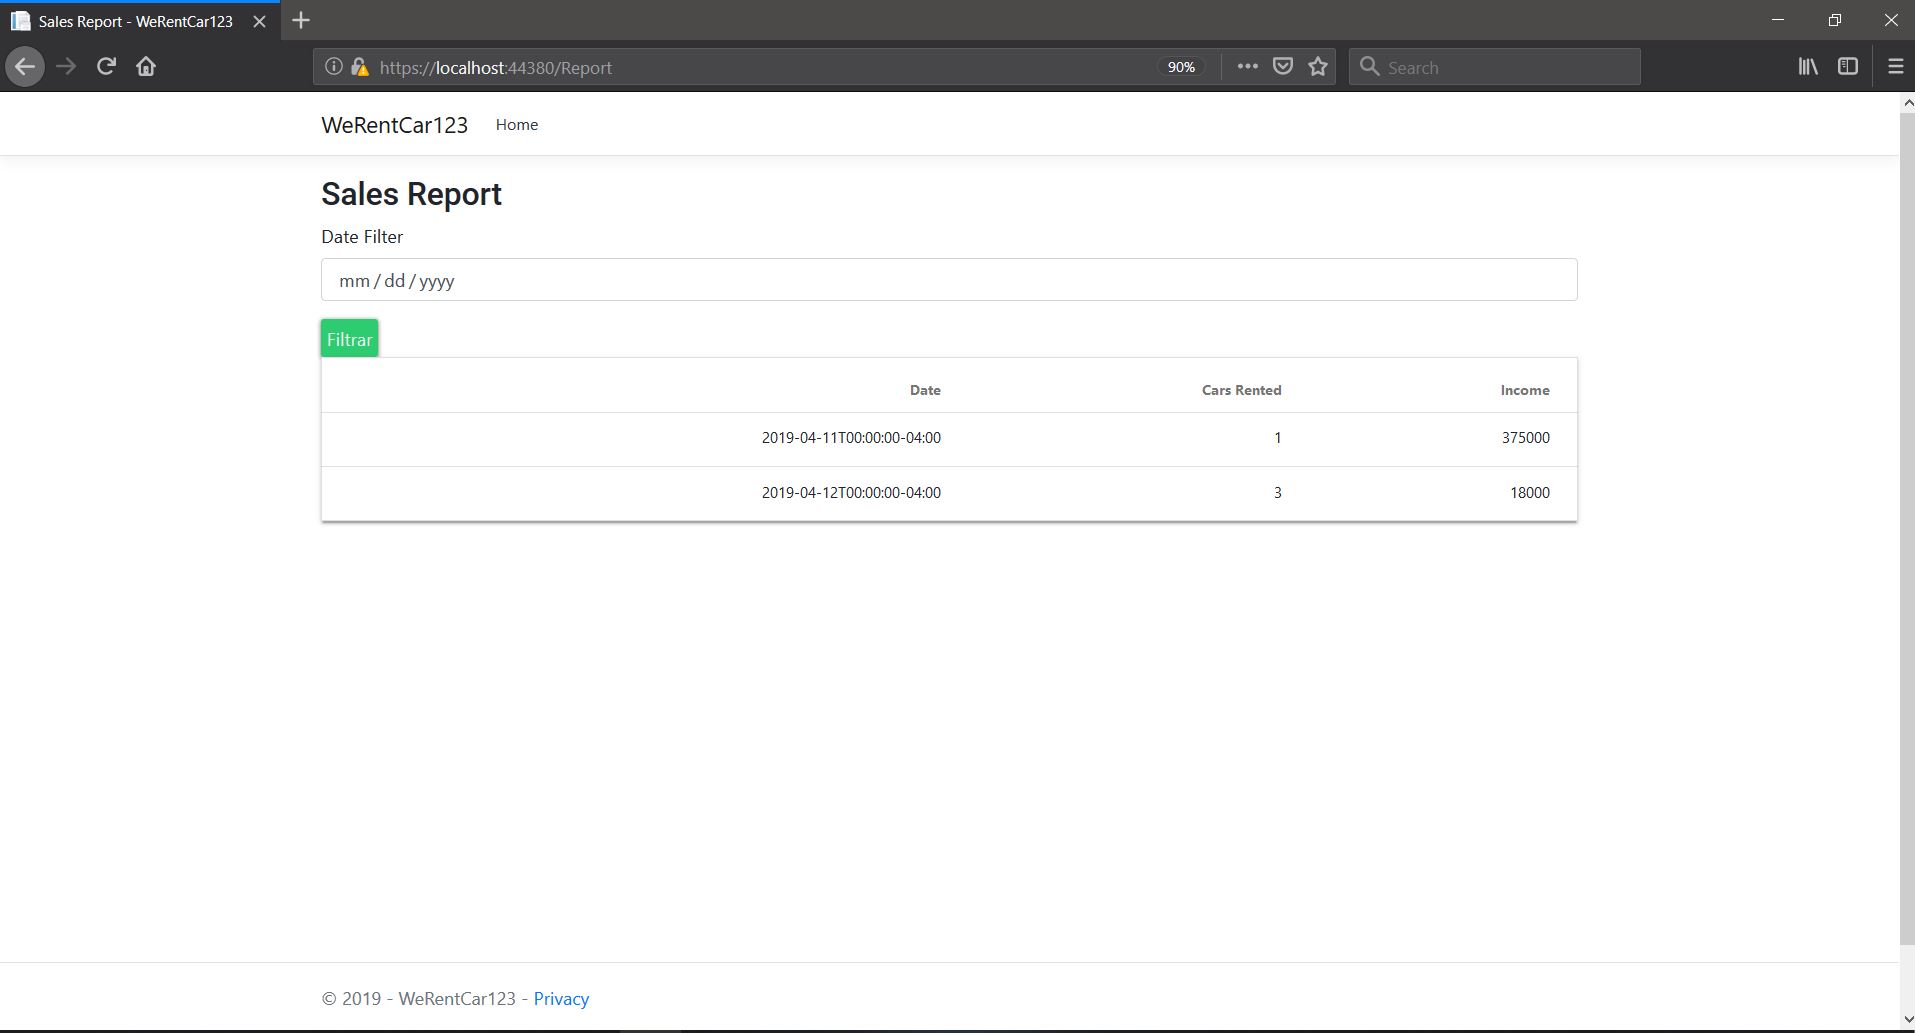 Sales Report - WeRentCar123
https://localhost:44380/Report 90% Search
WeRentCar123 Home
Sales Report
Date Filter
mm / dd / yyyy
Filtrar
Date Cars Rented Income
2019-04-11T00:00:00-04:00 1 375000
2019-04-12T00:00:00-04:00 3 18000
© 2019 - WeRentCar123 - Privacy